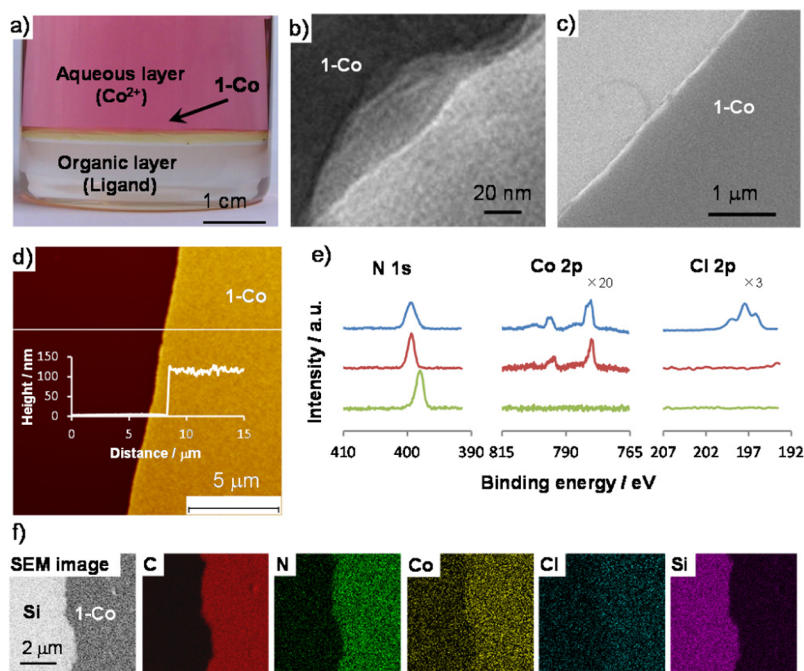 a)
Aqueous layer
(Co2+)
1-Co
Organic layer
(Ligand)
1 cm
b)
1-Co
20 nm
c)
1-Co
1 μm
d)
1-Co
Height / nm
150
100
50
0
0 5 10 15
Distance / μm
5 μm
e)
N 1s
Co 2p
Cl 2p
×20
×3
Intensity / a.u.
410 400 390
815 790 765
207 202 197 192
Binding energy / eV
f)
SEM image
Si
1-Co
2 μm
C
N
Co
Cl
Si